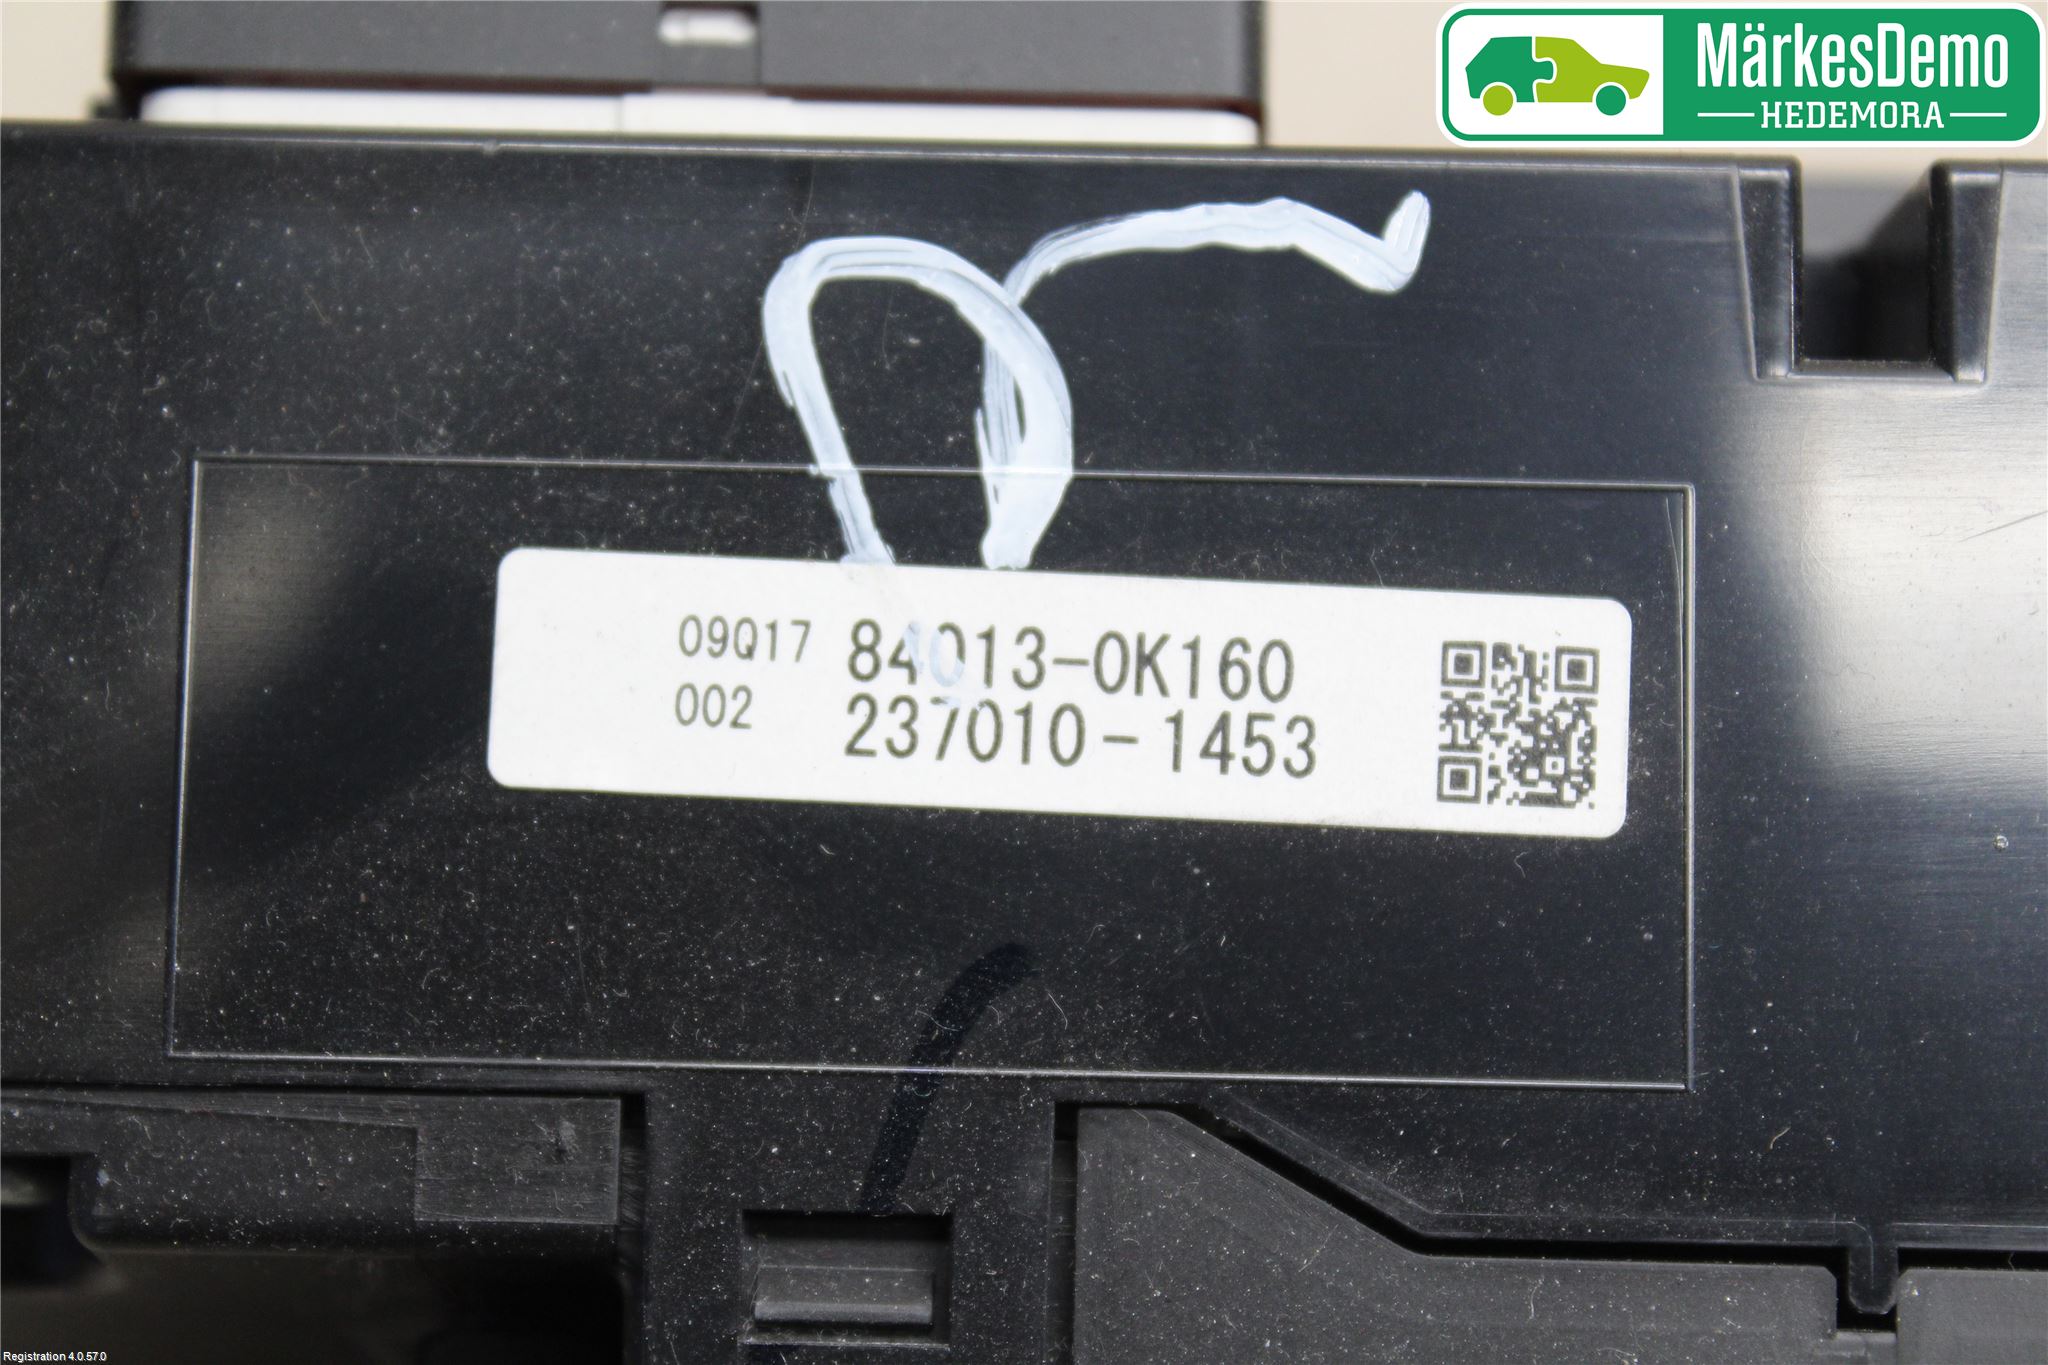 MärkesDemo
HEDEMORA
09Q17 84013-0K160
002 237010-1453
Registration 4.0.57.0